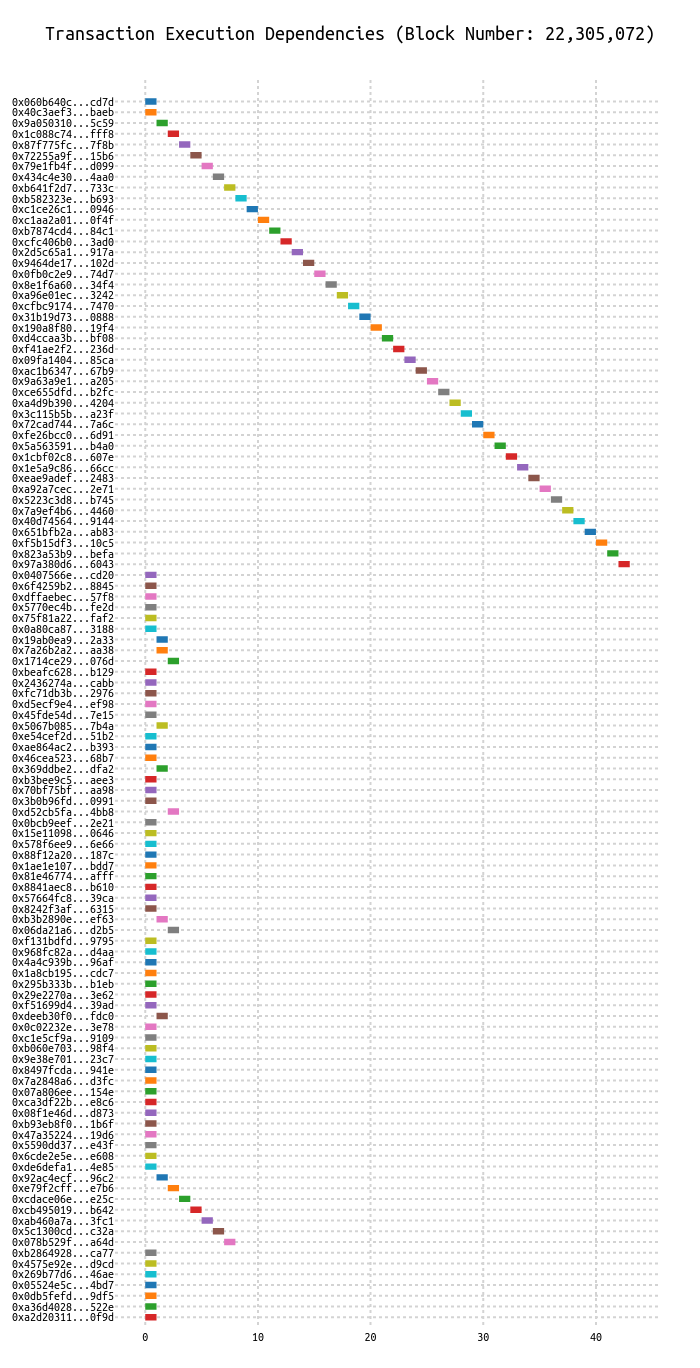 Transaction Execution Dependencies (Block Number: 22,305,072)
0x060b640c...cd7d
0x40c3aef3...baeb
0x9a050310...5c59
0x1c088c74...fff8
0x87f775fc...7f8b
0x72255a9f...15b6
0x79e1fb4f...d099
0x434c4e30...4aa0
0xb641f2d7...733c
0xb582323e...b693
0xc1ce26c1...0946
0xc1aa2a01...0f4f
0xb7874cd4...84c1
0xcfc406b0...3ad0
0x2d5c65a1...917a
0x9464de17...102d
0x0fb0c2e9...74d7
0x8e1f6a60...34f4
0xa96e01ec...3242
0xcfbc9174...7470
0x31b19d73...0888
0x190a8f80...19f4
0xd4ccaa3b...bf08
0xf41ae2f2...236d
0x09fa1404...85ca
0xac1b6347...67b9
0x9a63a9e1...a205
0xce655dfd...b2fc
0xa4d9b390...4204
0x3c115b5b...a23f
0x72cad744...7a6c
0xfe26bcc0...6d91
0x5a563591...b4a0
0x1cbf02c8...607e
0x1e5a9c86...66cc
0xeae9adef...2483
0xa92a7cec...2e71
0x5223c3d8...b745
0x7a9ef4b6...4460
0x40d74564...9144
0x651bfb2a...ab83
0xf5b15df3...10c5
0x823a53b9...befa
0x97a380d6...6043
0x0407566e...cd20
0x6f4259b2...8845
0xdffaebec...57f8
0x5770ec4b...fe2d
0x75f81a22...faf2
0x0a80ca87...3188
0x19ab0ea9...2a33
0x7a26b2a2...aa38
0x1714ce29...076d
0xbeafc628...b129
0x2436274a...cabb
0xfc71db3b...2976
0xd5ecf9e4...ef98
0x45fde54d...7e15
0x5067b085...7b4a
0xe54cef2d...51b2
0xae864ac2...b393
0x46cea523...68b7
0x369ddbe2...dfa2
0xb3bee9c5...aee3
0x70bf75bf...aa98
0x3b0b96fd...0991
0xd52cb5fa...4bb8
0x0bcb9eef...2e21
0x15e11098...0646
0x578f6ee9...6e66
0x88f12a20...187c
0x1ae1e107...bdd7
0x81e46774...afff
0x8841aec8...b610
0x57664fc8...39ca
0x8242f3af...6315
0xb3b2890e...ef63
0x06da21a6...d2b5
0xf131bdfd...9795
0x968fc82a...d4aa
0x4a4c939b...96af
0x1a8cb195...cdc7
0x295b333b...b1eb
0x29e2270a...3e62
0xf51699d4...39ad
0xdeeb30f0...fdc0
0x0c02232e...3e78
0xc1e5cf9a...9109
0xb060e703...98f4
0x9e38e701...23c7
0x8497fcda...941e
0x7a2848a6...d3fc
0x07a806ee...154e
0xca3df22b...e8c6
0x08f1e46d...d873
0xb93eb8f0...1b6f
0x47a35224...19d6
0x5590dd37...e43f
0x6cde2e5e...e608
0xde6defa1...4e85
0x92ac4ecf...96c2
0xe79f2cff...e7b6
0xcdace06e...e25c
0xcb495019...b642
0xab460a7a...3fc1
0x5c1300cd...c32a
0x078b529f...a64d
0xb2864928...ca77
0x4575e92e...d9cd
0x269b77d6...46ae
0x05524e5c...4bd7
0x0db5fefd...9df5
0xa36d4028...522e
0xa2d20311...0f9d
0 10 20 30 40